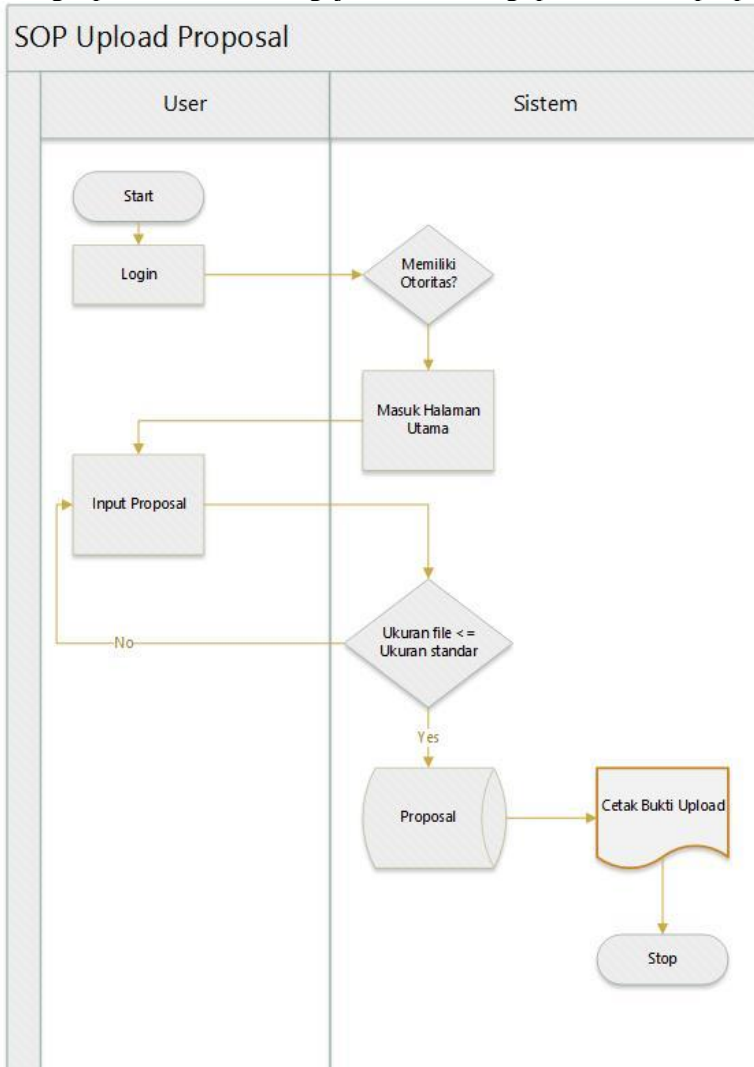 SOP Upload Proposal
User
Sistem
Start
Login
Memiliki
Otoritas?
Masuk Halaman
Utama
Input Proposal
Ukuran file < =
Ukuran standar
No
Yes
Proposal
Cetak Bukti Upload
Stop